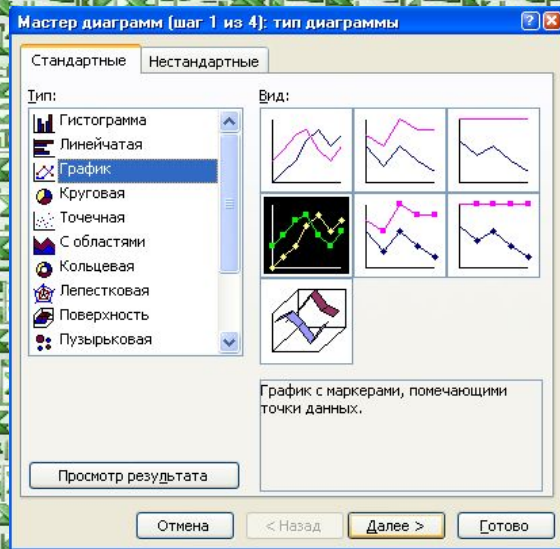 Мастер диаграмм (шаг 1 из 4): тип диаграммы
Стандартные
Нестандартные
Тип:
Вид:
Гистограмма
Линейчатая
График
Круговая
Точечная
С областями
Кольцевая
Лепестковая
Поверхность
Пузырьковая
График с маркерами, помечающими
точки данных.
Просмотр результата
Отмена
< Назад
Далее >
Готово